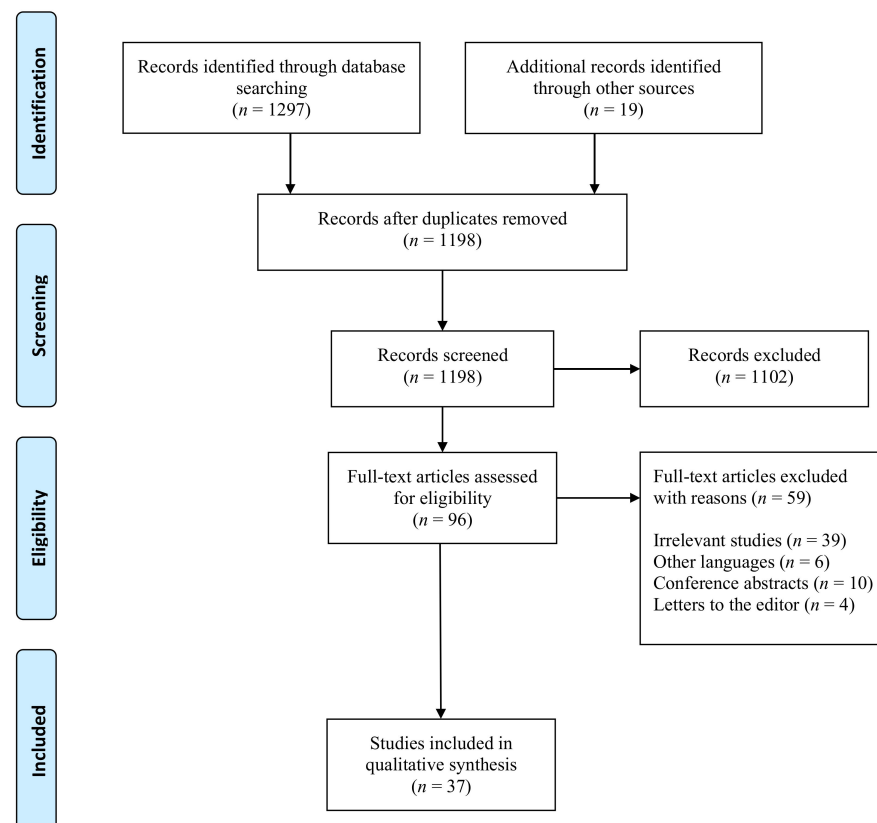 Identification
Records identified through database
searching
(n = 1297)
Additional records identified
through other sources
(n = 19)
Records after duplicates removed
(n = 1198)
Screening
Records screened
(n = 1198)
Records excluded
(n = 1102)
Eligibility
Full-text articles assessed
for eligibility
(n = 96)
Full-text articles excluded
with reasons (n = 59)
Irrelevant studies (n = 39)
Other languages (n = 6)
Conference abstracts (n = 10)
Letters to the editor (n = 4)
Included
Studies included in
qualitative synthesis
(n = 37)